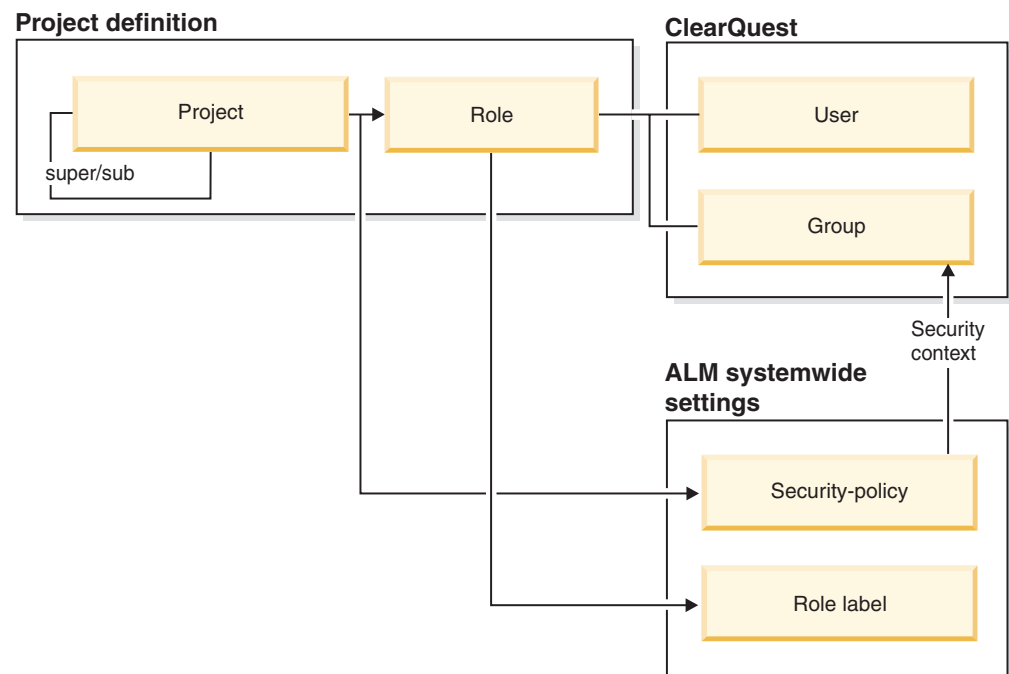 Project definition
Project
Role
super/sub
ClearQuest
User
Group
Security
context
ALM systemwide
settings
Security-policy
Role label